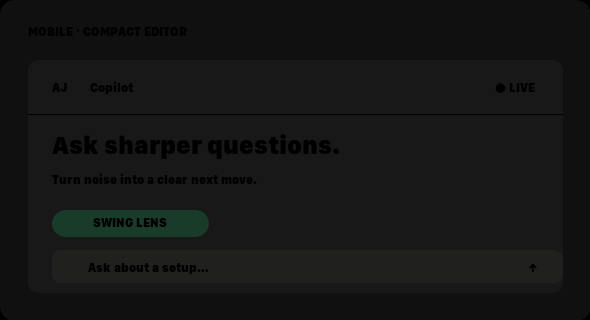 MOBILE · COMPACT EDITOR
AJ Copilot ● LIVE
Ask sharper questions.
Turn noise into a clear next move.
SWING LENS
Ask about a setup... ↑